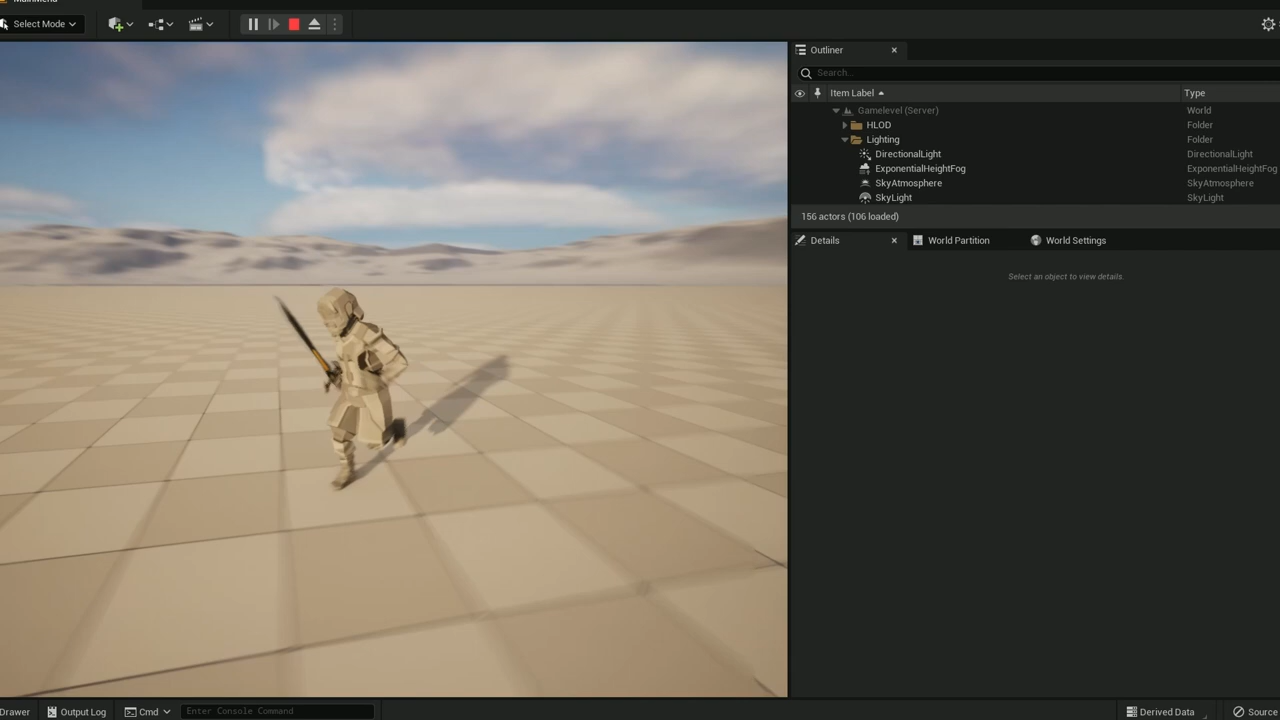 MainMenu
Select Mode
Outliner
Search...
Item Label Type
Gamelevel (Server) World
HLOD Folder
Lighting Folder
DirectionalLight DirectionalLight
ExponentialHeightFog ExponentialHeightFog
SkyAtmosphere SkyAtmosphere
SkyLight SkyLight
156 actors (106 loaded)
Details World Partition World Settings
Select an object to view details.
Drawer Output Log Cmd Enter Console Command Derived Data Source